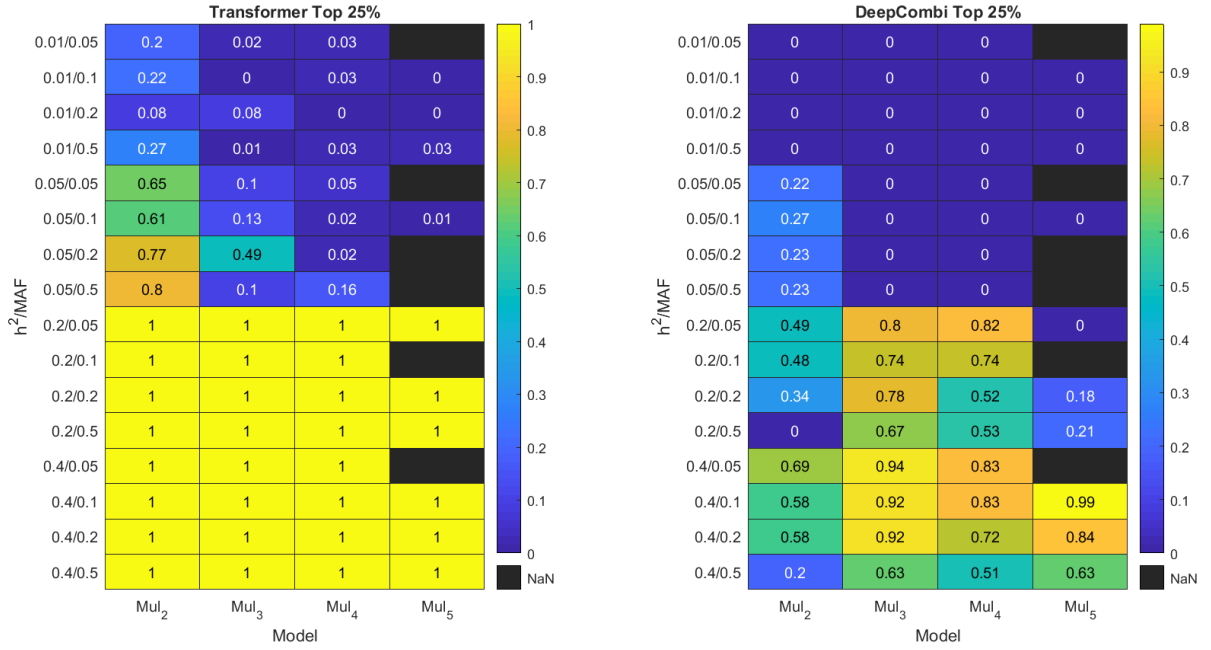 Transformer Top 25%
h²/MAF
0.01/0.05 0.2 0.02 0.03
0.01/0.1 0.22 0 0.03 0
0.01/0.2 0.08 0.08 0 0
0.01/0.5 0.27 0.01 0.03 0.03
0.05/0.05 0.65 0.1 0.05
0.05/0.1 0.61 0.13 0.02 0.01
0.05/0.2 0.77 0.49 0.02
0.05/0.5 0.8 0.1 0.16
0.2/0.05 1 1 1 1
0.2/0.1 1 1 1
0.2/0.2 1 1 1 1
0.2/0.5 1 1 1 1
0.4/0.05 1 1 1
0.4/0.1 1 1 1 1
0.4/0.2 1 1 1 1
0.4/0.5 1 1 1 1
Mul₂ Mul₃ Mul₄ Mul₅
Model
1
0.9
0.8
0.7
0.6
0.5
0.4
0.3
0.2
0.1
0
NaN
DeepCombi Top 25%
h²/MAF
0.01/0.05 0 0 0
0.01/0.1 0 0 0 0
0.01/0.2 0 0 0 0
0.01/0.5 0 0 0 0
0.05/0.05 0.22 0 0
0.05/0.1 0.27 0 0 0
0.05/0.2 0.23 0 0
0.05/0.5 0.23 0 0
0.2/0.05 0.49 0.8 0.82 0
0.2/0.1 0.48 0.74 0.74
0.2/0.2 0.34 0.78 0.52 0.18
0.2/0.5 0 0.67 0.53 0.21
0.4/0.05 0.69 0.94 0.83
0.4/0.1 0.58 0.92 0.83 0.99
0.4/0.2 0.58 0.92 0.72 0.84
0.4/0.5 0.2 0.63 0.51 0.63
Mul₂ Mul₃ Mul₄ Mul₅
Model
0.9
0.8
0.7
0.6
0.5
0.4
0.3
0.2
0.1
0
NaN